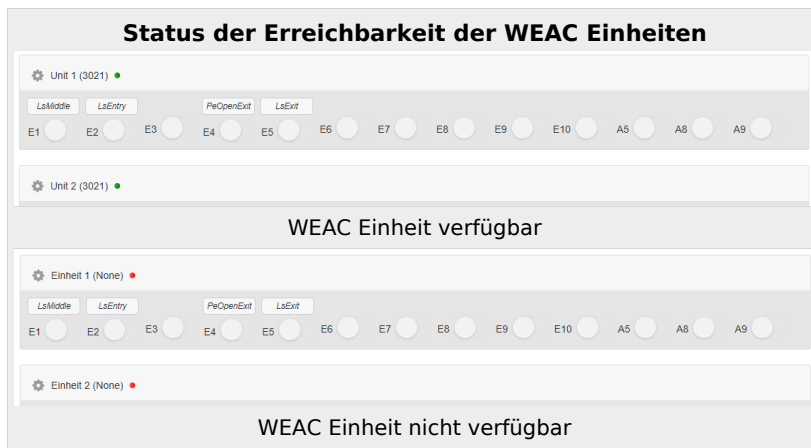 Status der Erreichbarkeit der WEAC Einheiten
Unit 1 (3021)
LsMiddle LsEntry PeOpenExit LsExit
E1 E2 E3 E4 E5 E6 E7 E8 E9 E10 A5 A8 A9
Unit 2 (3021)
WEAC Einheit verfügbar
Einheit 1 (None)
LsMiddle LsEntry PeOpenExit LsExit
E1 E2 E3 E4 E5 E6 E7 E8 E9 E10 A5 A8 A9
Einheit 2 (None)
WEAC Einheit nicht verfügbar